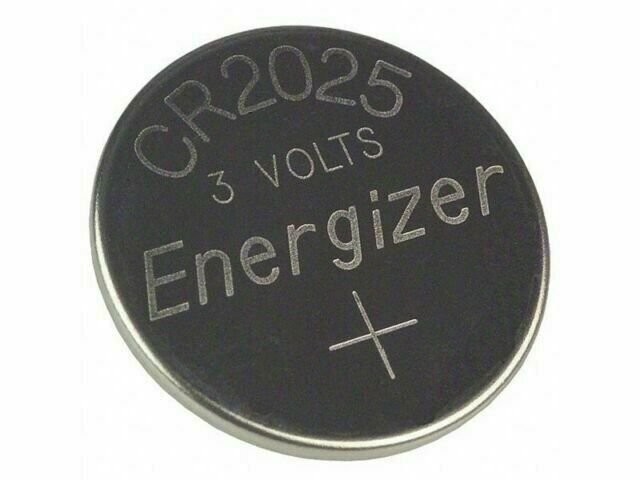 CR2025
3 VOLTS
Energizer
+